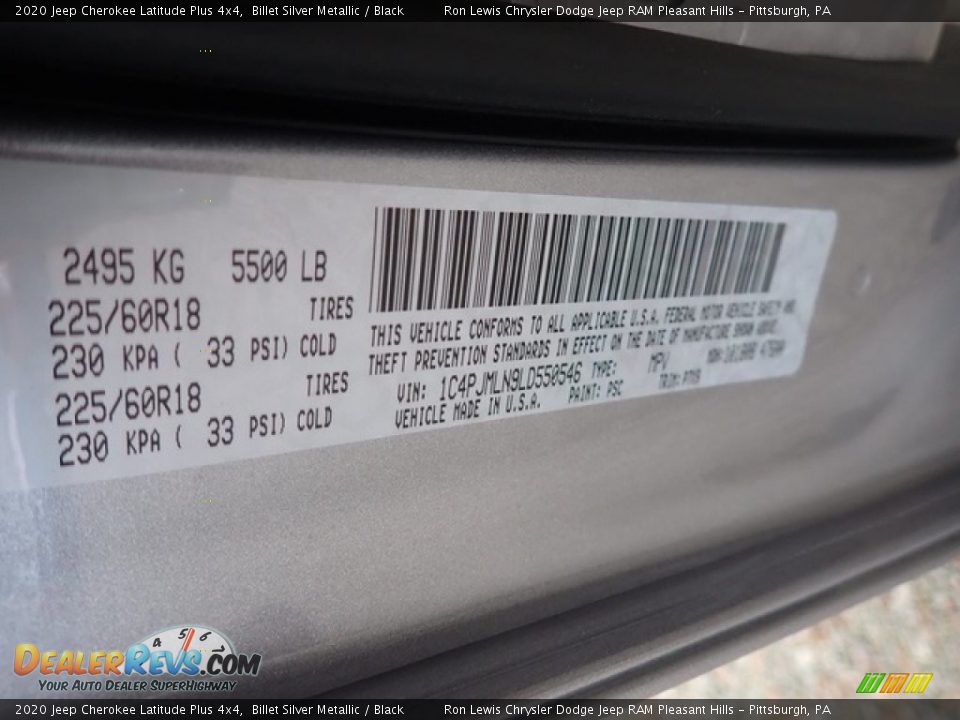 2020 Jeep Cherokee Latitude Plus 4x4, Billet Silver Metallic / Black Ron Lewis Chrysler Dodge Jeep RAM Pleasant Hills - Pittsburgh, PA
2495 KG 5500 LB
225/60R18 TIRES
230 KPA ( 33 PSI) COLD
225/60R18 TIRES
230 KPA ( 33 PSI) COLD
THIS VEHICLE CONFORMS TO ALL APPLICABLE U.S.A. FEDERAL MOTOR VEHICLE SAFETY AND
THEFT PREVENTION STANDARDS IN EFFECT ON THE DATE OF MANUFACTURE SHOWN ABOVE.
VIN: 1C4PJMLN9LD550546 TYPE: MPV
VEHICLE MADE IN U.S.A. PAINT: PSC TRIM:
4 5 6 7
DealerRevs.com
Your Auto Dealer SuperHighway
2020 Jeep Cherokee Latitude Plus 4x4, Billet Silver Metallic / Black Ron Lewis Chrysler Dodge Jeep RAM Pleasant Hills - Pittsburgh, PA